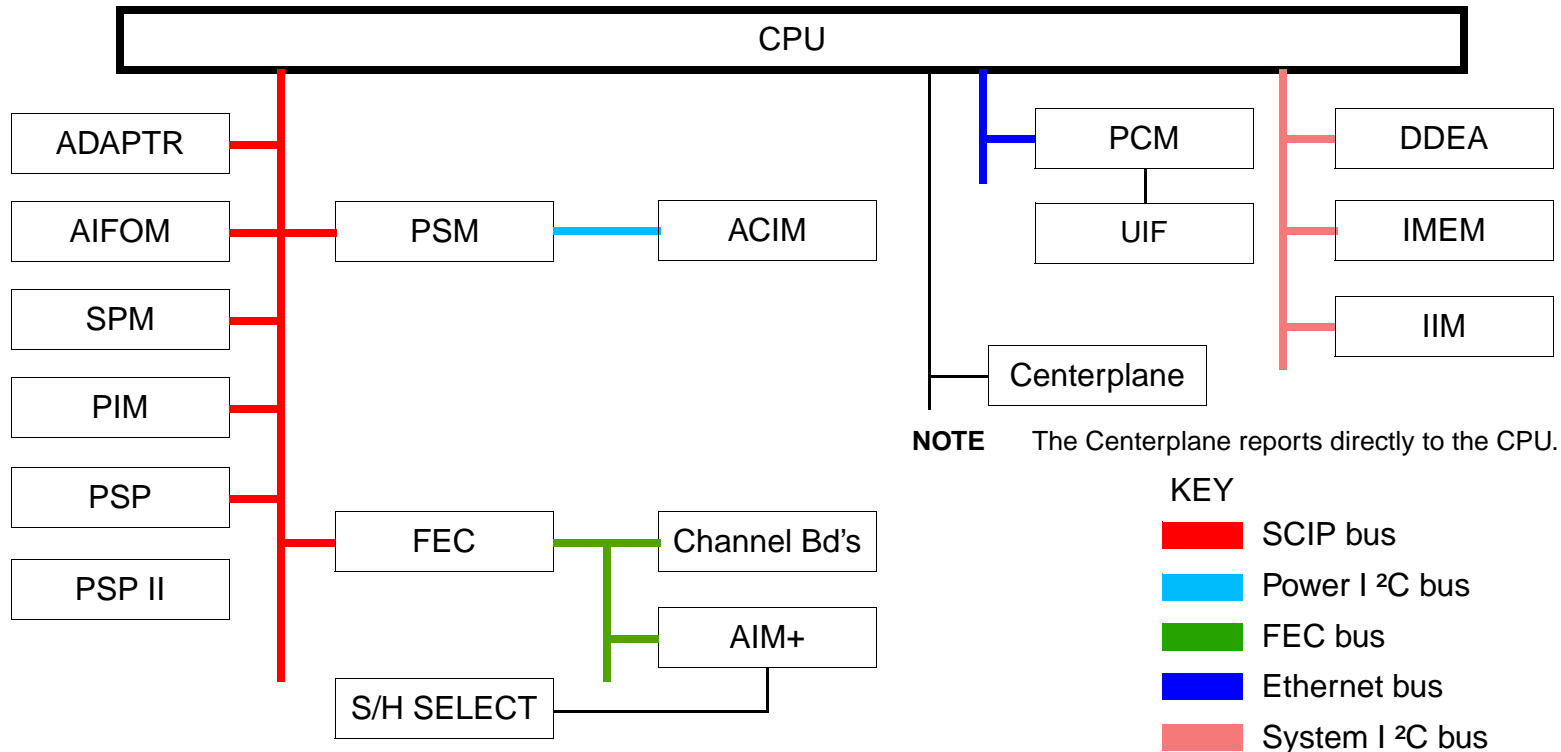 CPU
ADAPTR
PCM
DDEA
AIFOM
PSM
ACIM
UIF
IMEM
SPM
IIM
PIM
Centerplane
NOTE The Centerplane reports directly to the CPU.
PSP
KEY
FEC
Channel Bd's
SCIP bus
PSP II
Power I ²C bus
AIM+
FEC bus
S/H SELECT
Ethernet bus
System I ²C bus